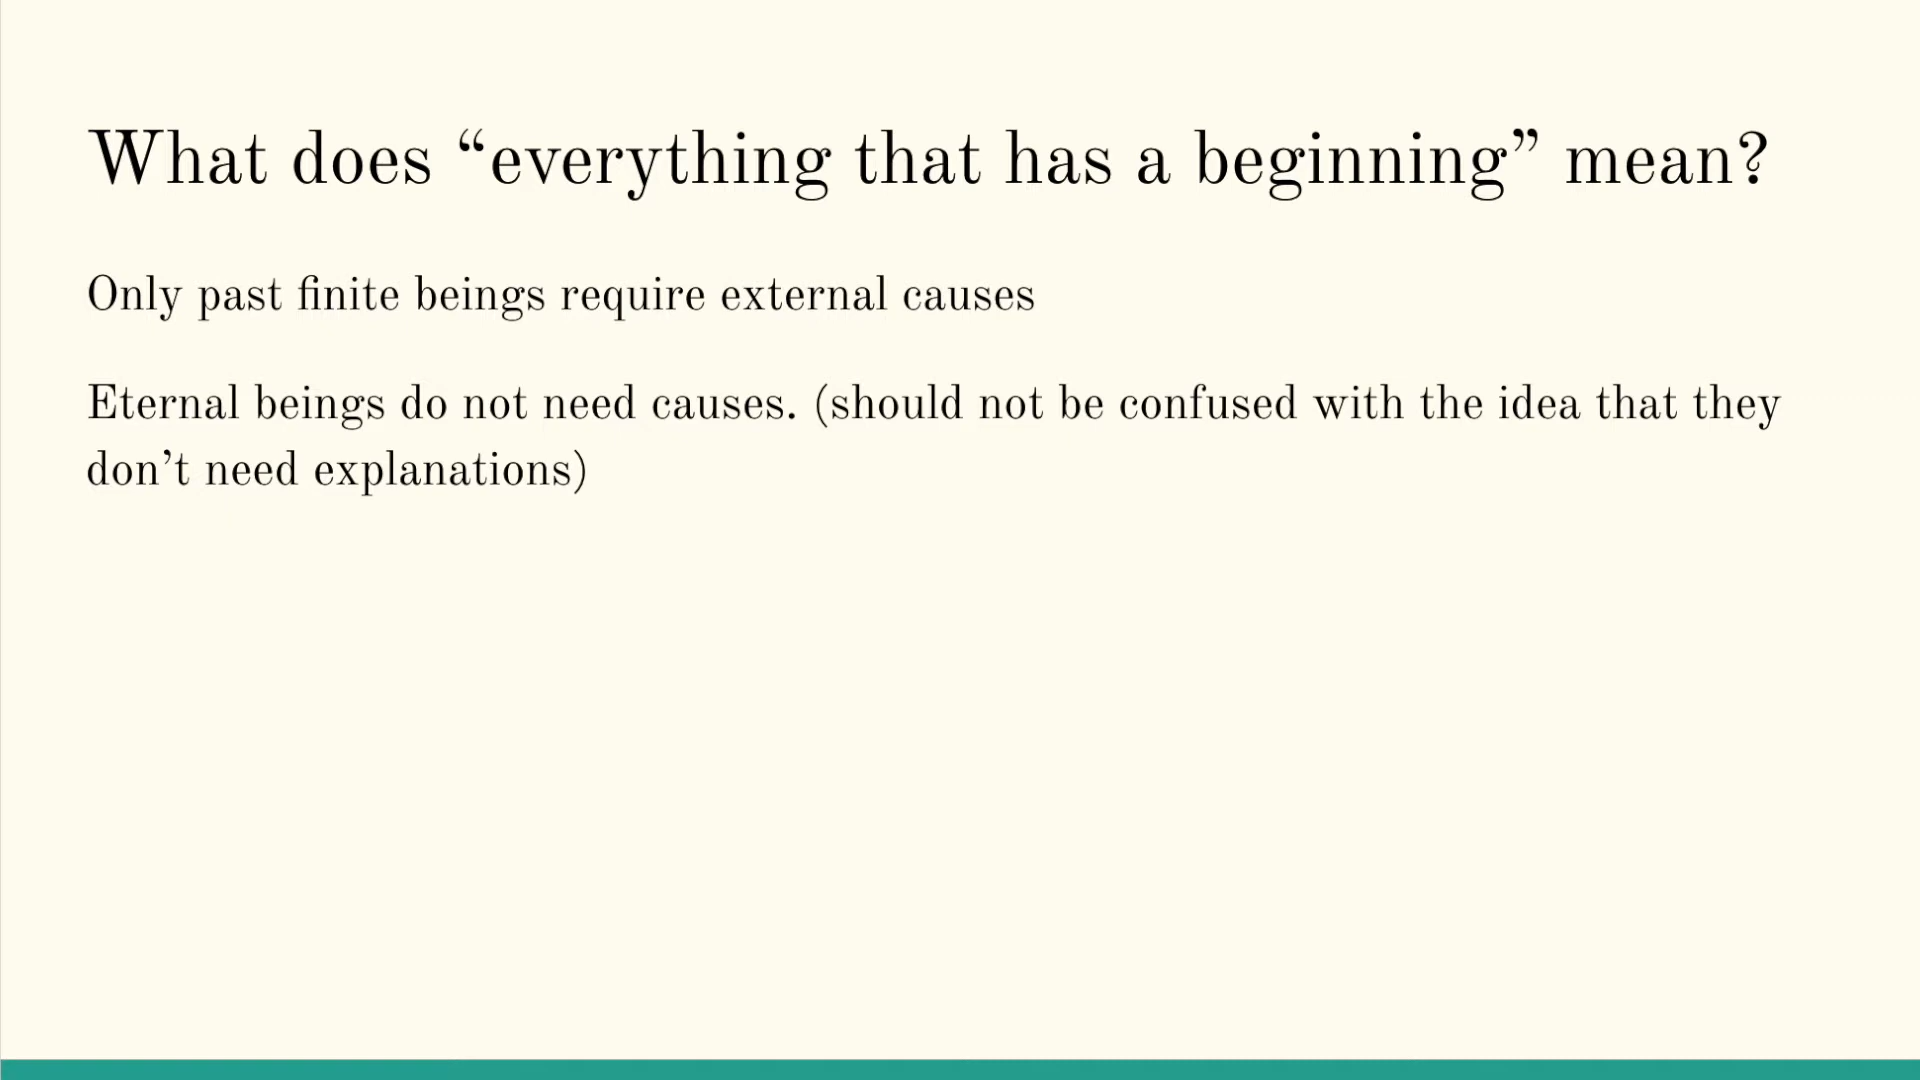 What does “everything that has a beginning” mean?
Only past finite beings require external causes
Eternal beings do not need causes. (should not be confused with the idea that they
don’t need explanations)